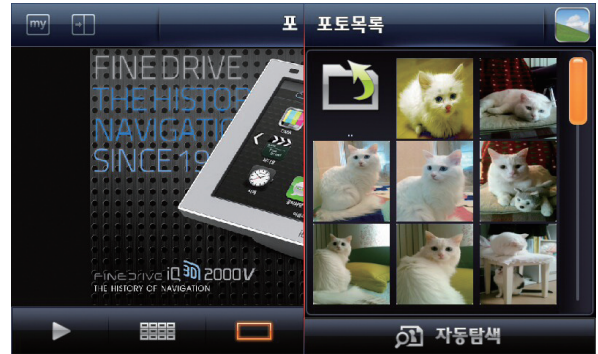 my
포
포토목록
FINE DRIVE
THE HISTOR
NAVIGATIO
SINCE 19
..
FINEDRIVE iQ 3D 2000V
THE HISTORY OF NAVIGATION
자동탐색